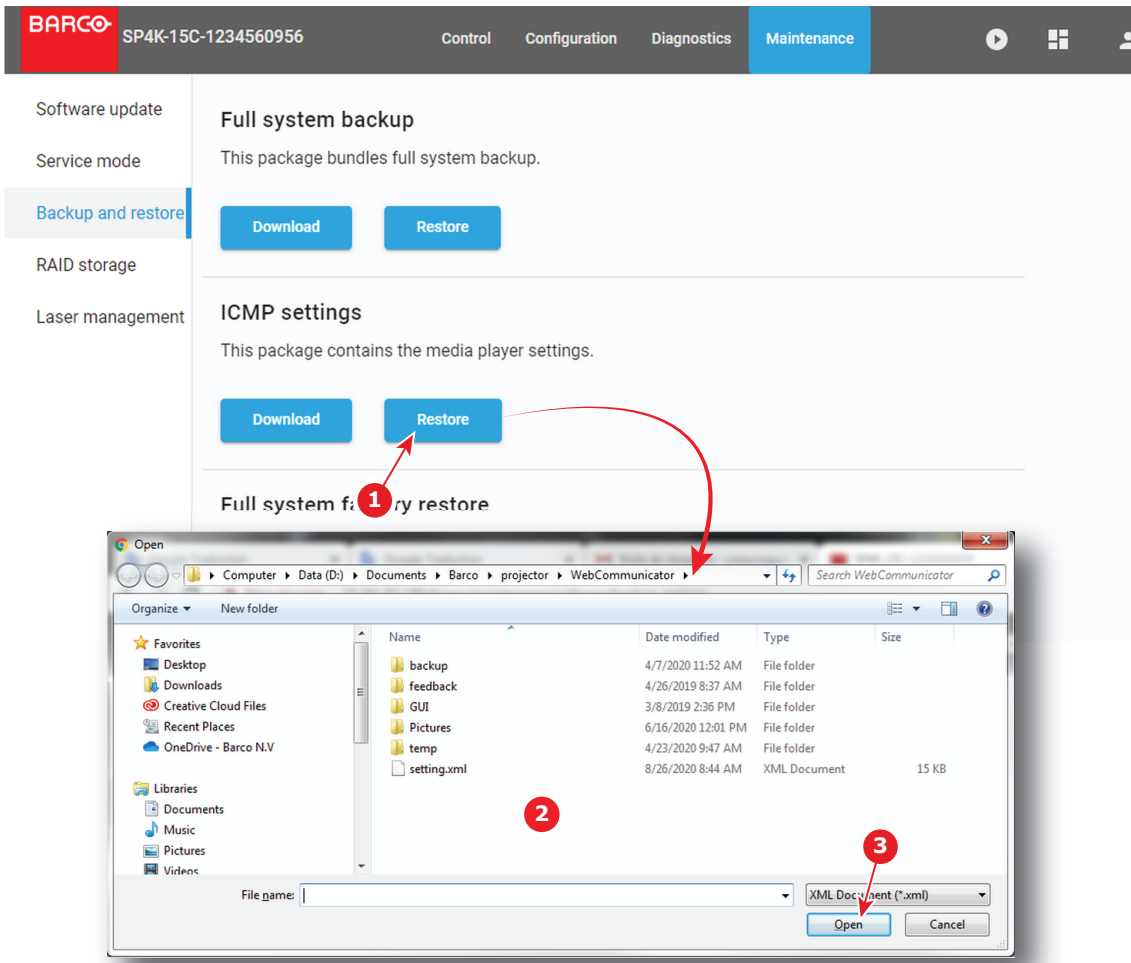 BARCO
SP4K-15C-1234560956
Control
Configuration
Diagnostics
Maintenance
Software update
Service mode
Backup and restore
RAID storage
Laser management
Full system backup
This package bundles full system backup.
Download
Restore
ICMP settings
This package contains the media player settings.
Download
Restore
1
Full system restore
Open
Computer Data (D:) Documents Barco projector WebCommunicator
Search WebCommunicator
Organize
New folder
Favorites
Desktop
Downloads
Creative Cloud Files
Recent Places
OneDrive - Barco N.V
Libraries
Documents
Music
Pictures
Videos
Name Date modified Type Size
backup 4/7/2020 11:52 AM File folder
feedback 4/26/2019 8:37 AM File folder
GUI 3/8/2019 2:36 PM File folder
Pictures 6/16/2020 12:01 PM File folder
temp 4/23/2020 9:47 AM File folder
setting.xml 8/26/2020 8:44 AM XML Document 15 KB
2
3
File name:
XML Document (*.xml)
Open
Cancel